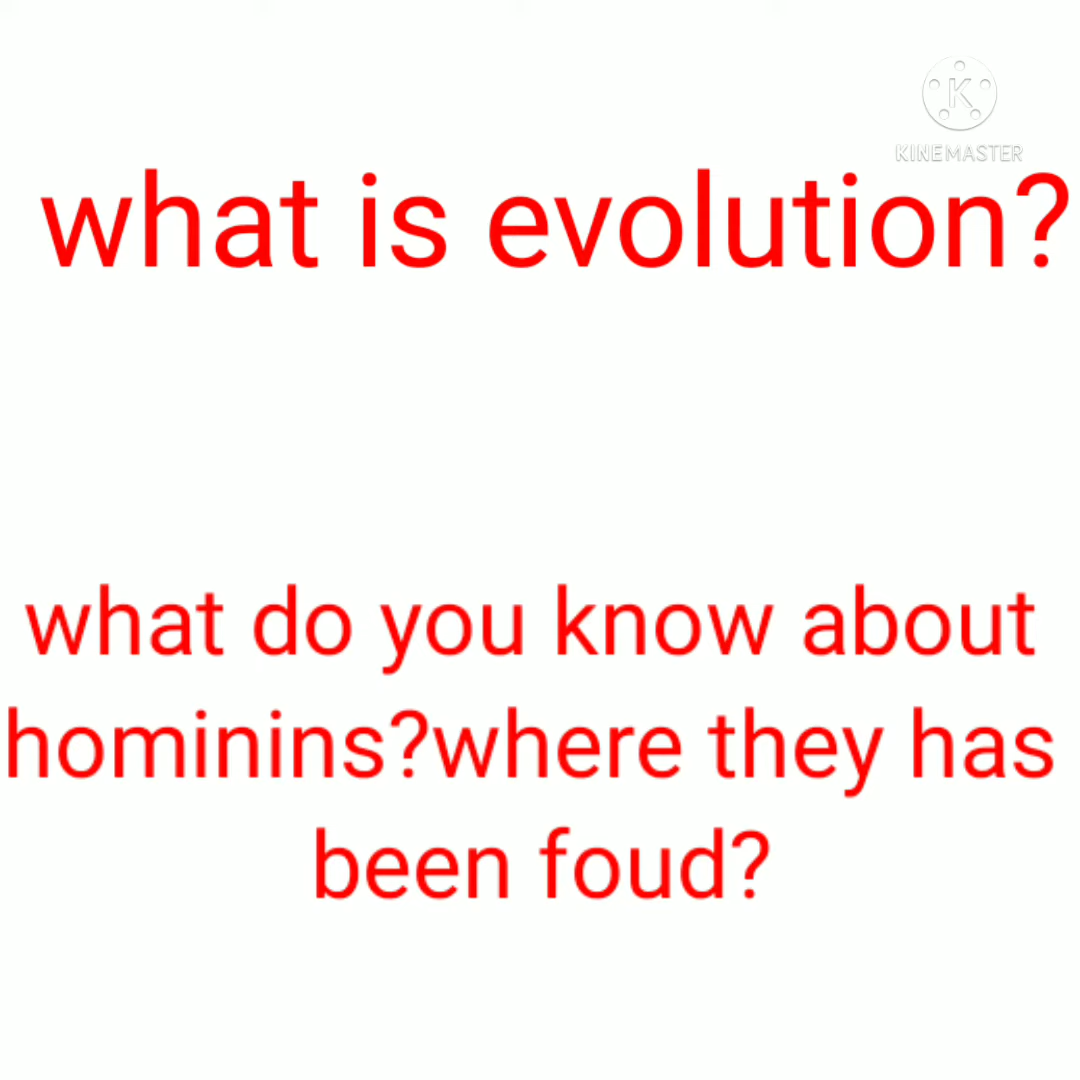 K
KINEMASTER
what is evolution?
what do you know about
hominins?where they has
been foud?